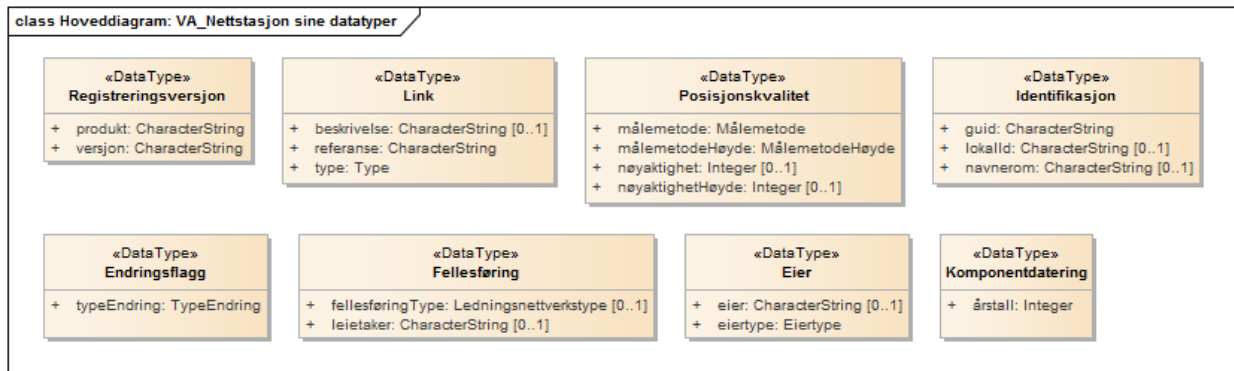 class Hoveddiagram: VA_Nettstasjon sine datatyper
«DataType»
Registreringsversjon
+ produkt: CharacterString
+ versjon: CharacterString
«DataType»
Link
+ beskrivelse: CharacterString [0..1]
+ referanse: CharacterString
+ type: Type
«DataType»
Posisjonskvalitet
+ målemetode: Målemetode
+ målemetodeHøyde: MålemetodeHøyde
+ nøyaktighet: Integer [0..1]
+ nøyaktighetHøyde: Integer [0..1]
«DataType»
Identifikasjon
+ guid: CharacterString
+ lokalId: CharacterString [0..1]
+ navnerom: CharacterString [0..1]
«DataType»
Endringsflagg
+ typeEndring: TypeEndring
«DataType»
Fellesføring
+ fellesføringType: Ledningsnettverkstype [0..1]
+ leietaker: CharacterString [0..1]
«DataType»
Eier
+ eier: CharacterString [0..1]
+ eiertype: Eiertype
«DataType»
Komponentdatering
+ årstall: Integer